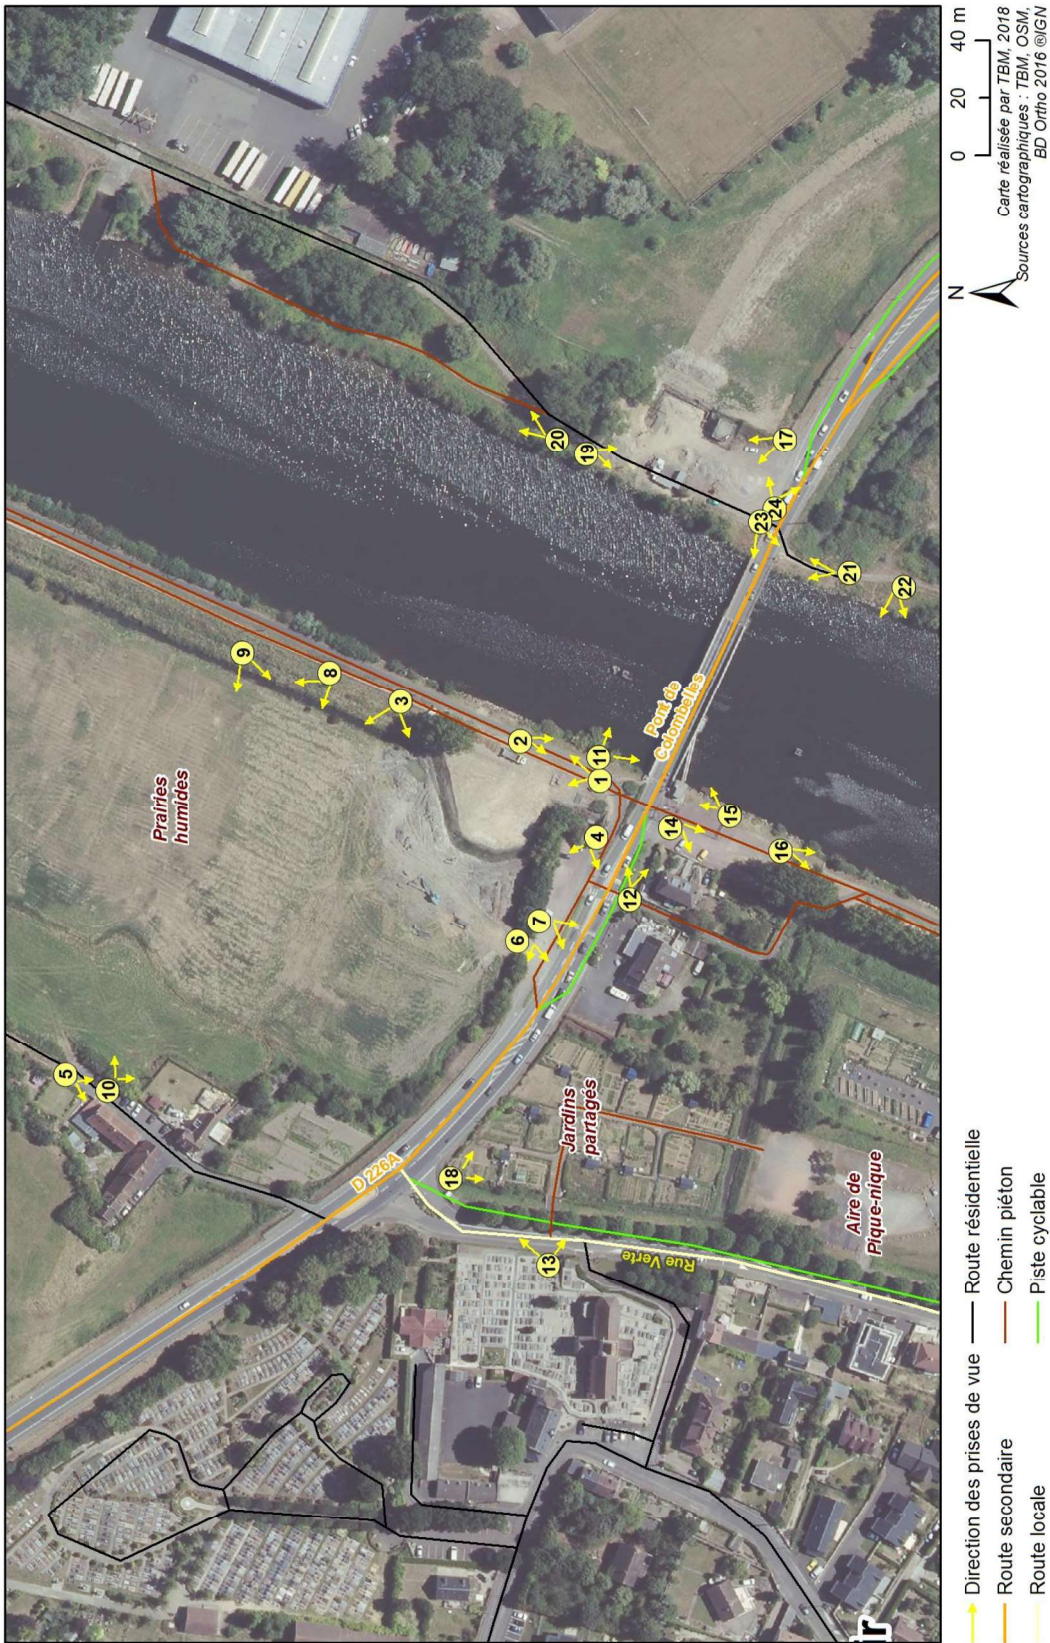 Prairies
humides
5
10
9
8
3
2
1
11
4
6
7
12
14
15
16
20
19
17
23
24
21
22
18
13
Pont de
Colombelles
D 226A
Jardins
partagés
Rue Verte
Aire de
Pique-nique
Direction des prises de vue
Route secondaire
Route locale
Route résidentielle
Chemin piéton
Piste cyclable
N
0 20 40 m
Carte réalisée par TBM, 2018
Sources cartographiques : TBM, OSM,
BD Ortho 2016 ®IGN